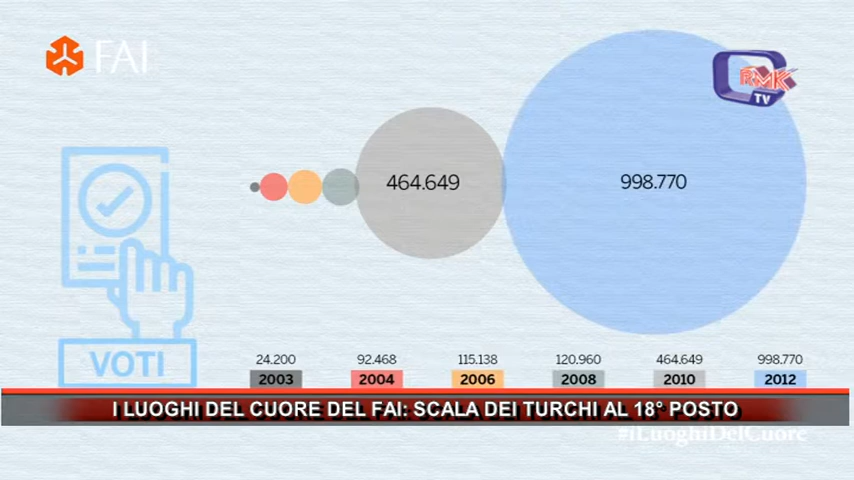 FAI
RMK
TV
464.649
998.770
VOTI
24.200 92.468 115.138 120.960 464.649 998.770
2003 2004 2006 2008 2010 2012
I LUOGHI DEL CUORE DEL FAI: SCALA DEI TURCHI AL 18° POSTO
#iLuoghiDelCuore